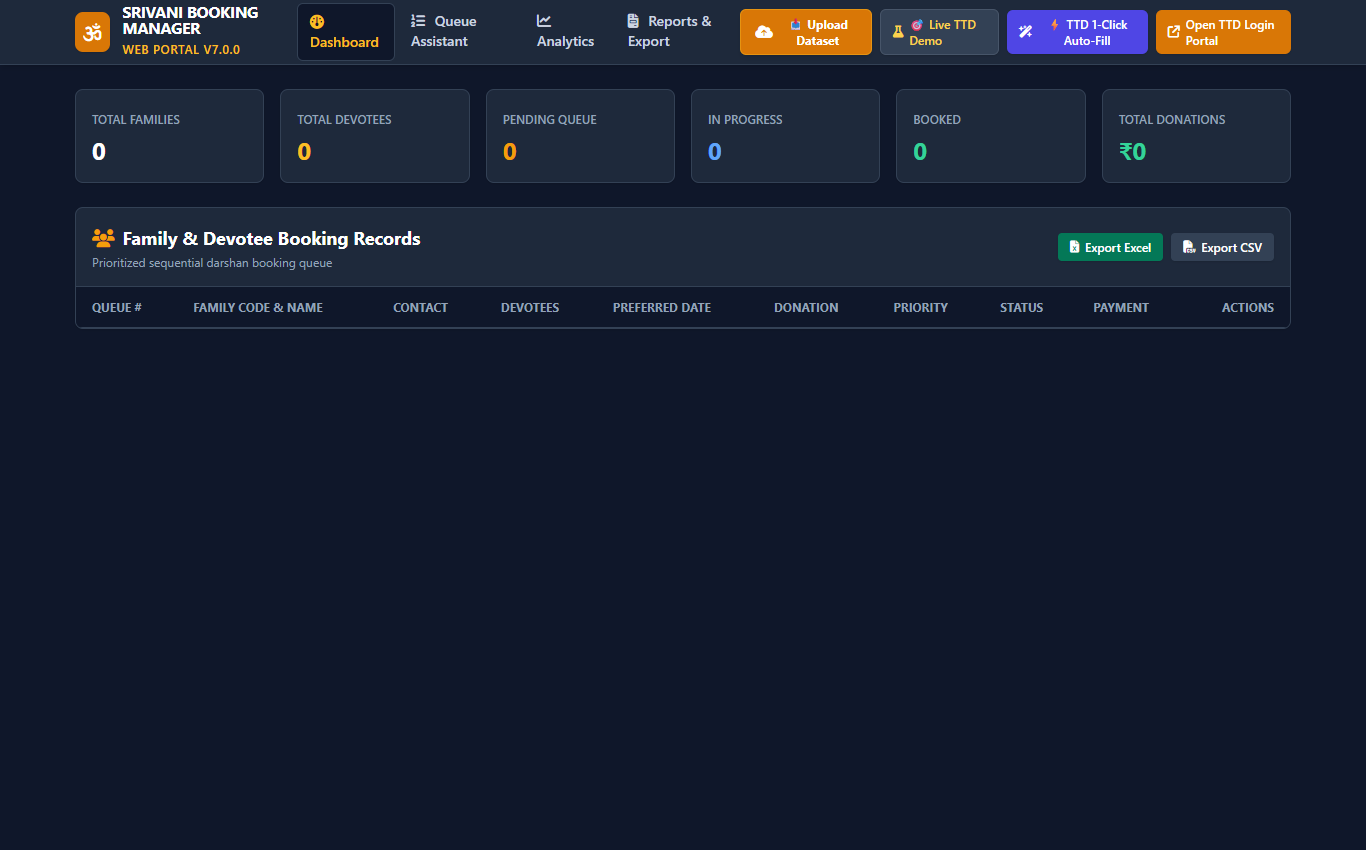 ॐ
SRIVANI BOOKING
MANAGER
WEB PORTAL V7.0.0
Dashboard
Queue
Assistant
Analytics
Reports &
Export
Upload
Dataset
Live TTD
Demo
TTD 1-Click
Auto-Fill
Open TTD Login
Portal
TOTAL FAMILIES
0
TOTAL DEVOTEES
0
PENDING QUEUE
0
IN PROGRESS
0
BOOKED
0
TOTAL DONATIONS
₹0
Family & Devotee Booking Records
Prioritized sequential darshan booking queue
Export Excel
Export CSV
QUEUE # FAMILY CODE & NAME CONTACT DEVOTEES PREFERRED DATE DONATION PRIORITY STATUS PAYMENT ACTIONS